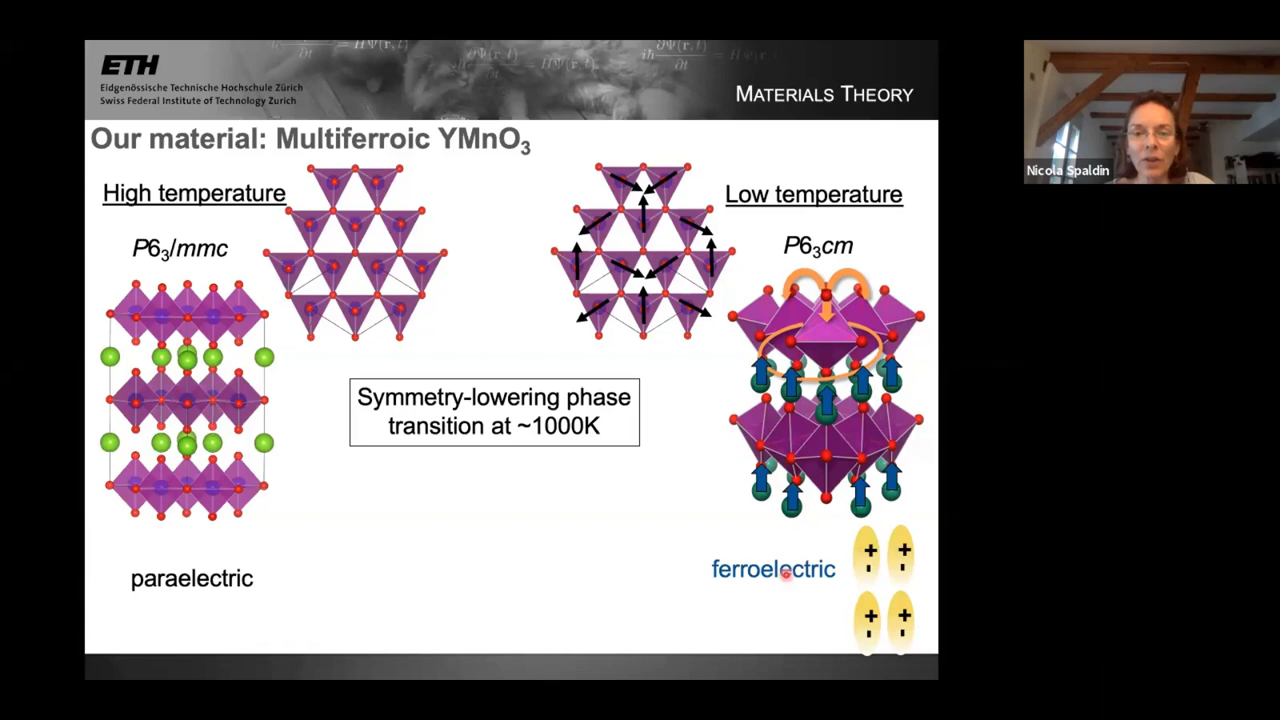 ETH
Eidgenössische Technische Hochschule Zürich
Swiss Federal Institute of Technology Zurich
MATERIALS THEORY
Our material: Multiferroic YMnO₃
High temperature
P6₃/mmc
Low temperature
P6₃cm
Symmetry-lowering phase
transition at ~1000K
paraelectric
ferroelectric
+ +
- -
+ +
- -
Nicola Spaldin